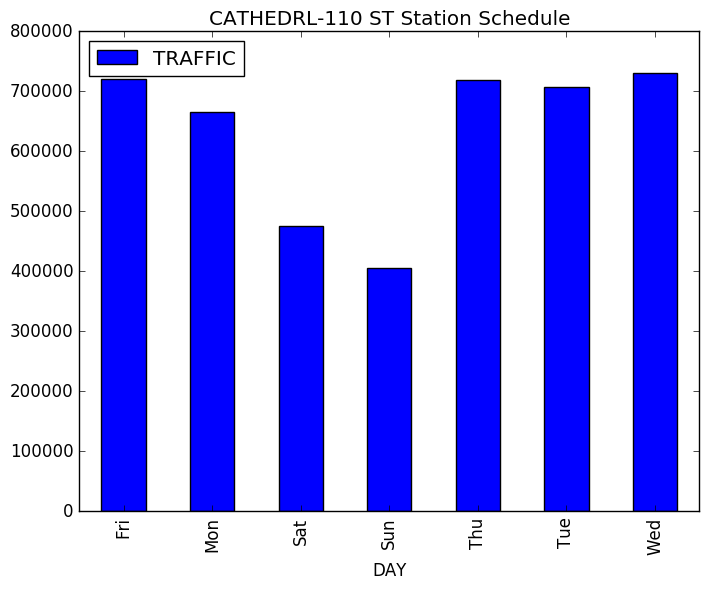 CATHEDRL-110 ST Station Schedule
TRAFFIC
800000
700000
600000
500000
400000
300000
200000
100000
0
Fri
Mon
Sat
Sun
Thu
Tue
Wed
DAY